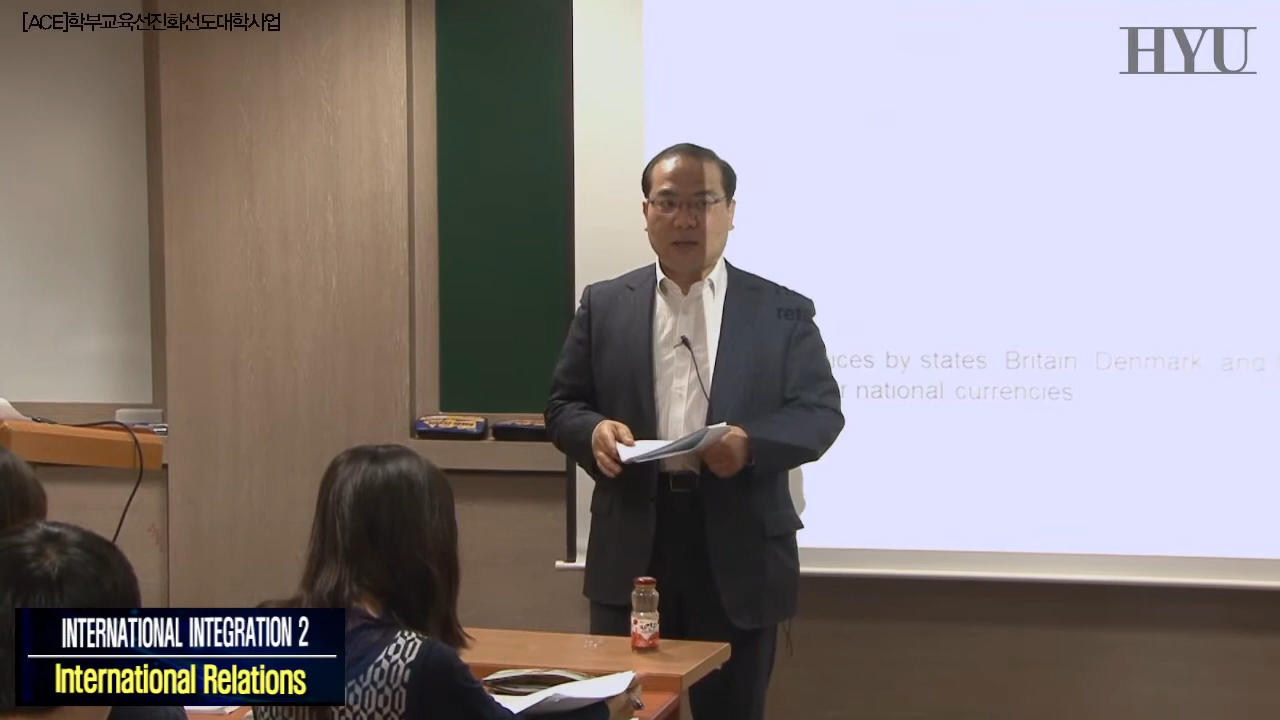 [ACE]학부교육선진화선도대학사업
HYU
ices by states Britain Denmark and
r national currencies
INTERNATIONAL INTEGRATION 2
International Relations